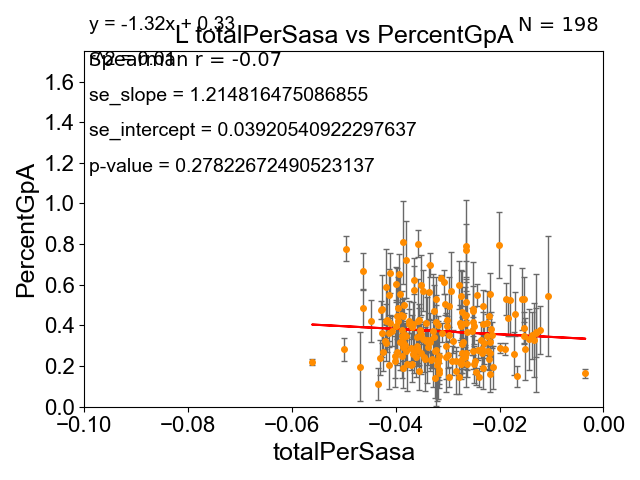 y = -1.32x + 0.33
N = 198
L totalPerSasa vs PercentGpA
Spearman r = -0.07
se_slope = 1.214816475086855
se_intercept = 0.03920540922297637
p-value = 0.27822672490523137
PercentGpA
1.6
1.4
1.2
1.0
0.8
0.6
0.4
0.2
0.0
−0.10
−0.08
−0.06
−0.04
−0.02
0.00
totalPerSasa